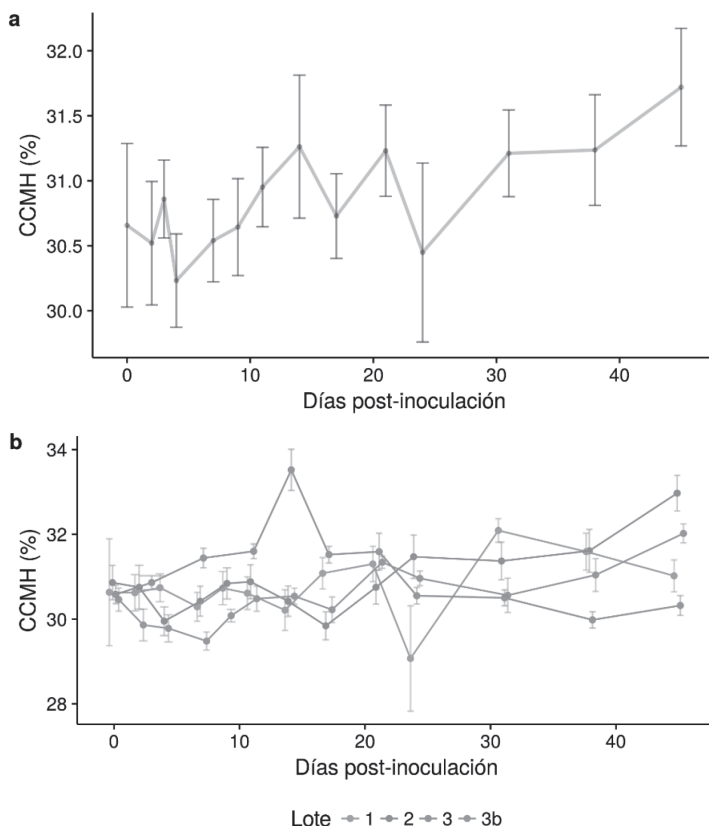 a
CCMH (%)
32.0
31.5
31.0
30.5
30.0
0 10 20 30 40
Días post-inoculación
b
CCMH (%)
34
32
30
28
0 10 20 30 40
Días post-inoculación
Lote 1 2 3 3b